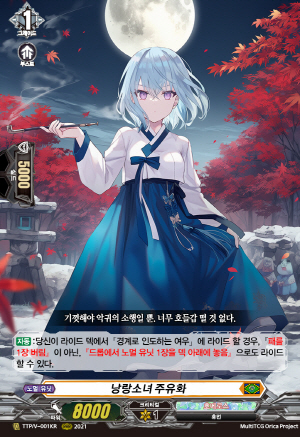 1
그레이드
부스트
5000
실드
기껏해야 악귀의 소행일 뿐. 너무 호들갑 떨 것 없다.
자동 :당신이 라이드 덱에서 「경계로 인도하는 여우」에 라이드 할 경우, 「패를
1장 버림」이 아닌, 「드롭에서 노멀 유닛 1장을 덱 아래에 놓음」으로도 라이드
할 수 있다.
노멀 유닛
낭랑소녀 주유화
파워 8000
크리티컬 1
휴먼
TTP/V-001KR 2021
MultiTCG Orica Project